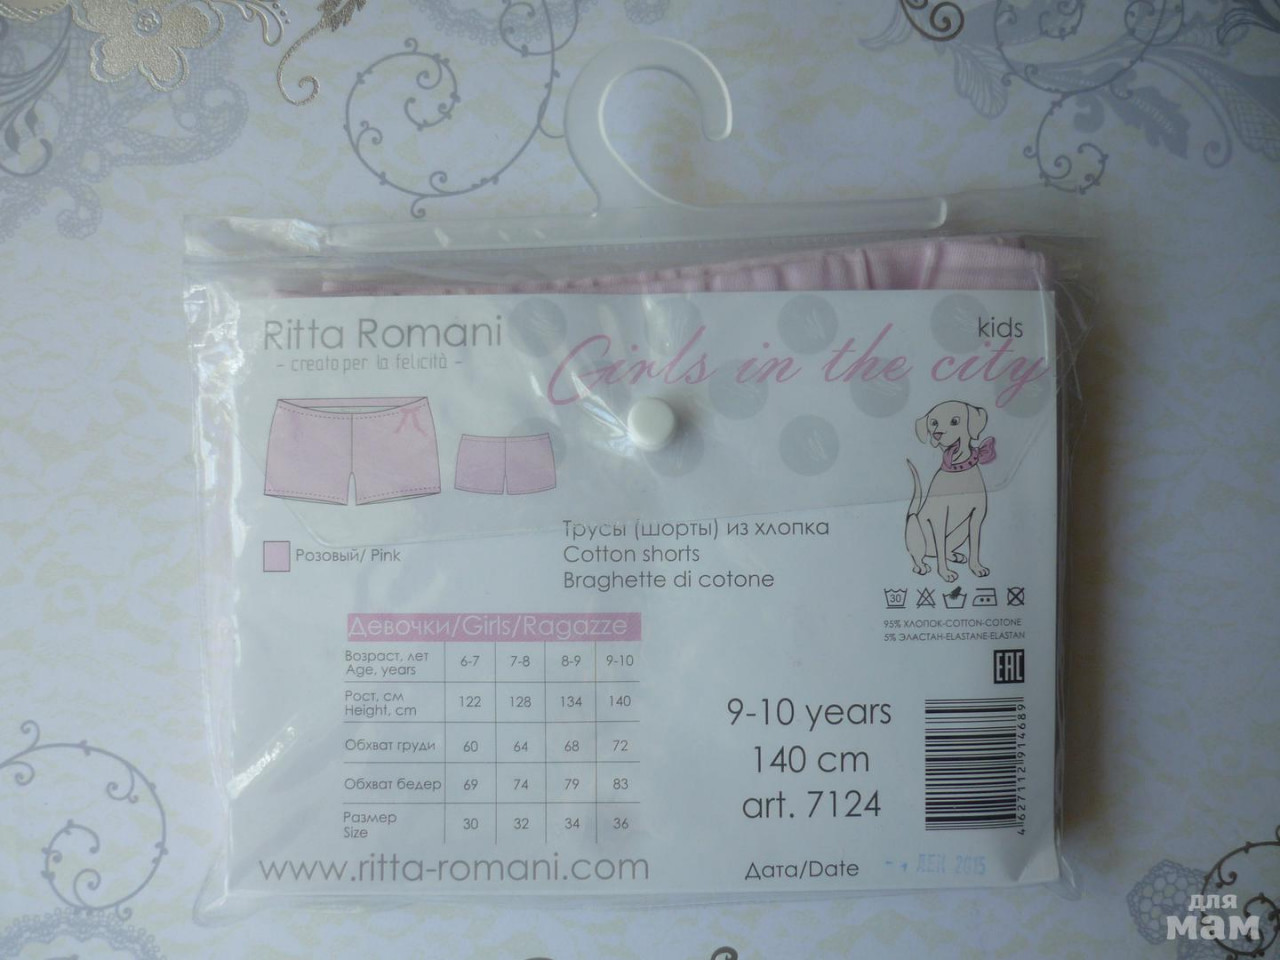 Ritta Romani
- creato per la felicità -
Girls in the city
kids
Розовый/ Pink
Трусы (шорты) из хлопка
Cotton shorts
Braghette di cotone
30
95% ХЛОПОК-COTTON-COTONE
5% ЭЛАСТАН-ELASTANE-ELASTAN
EAC
Девочки/Girls/Ragazze
Возраст, лет 6-7 7-8 8-9 9-10
Age, years
Рост, см 122 128 134 140
Height, cm
Обхват груди 60 64 68 72
Обхват бедер 69 74 79 83
Размер 30 32 34 36
Size
9-10 years
140 cm
art. 7124
4627112914689
www.ritta-romani.com
Дата/Date
2015
для
мам